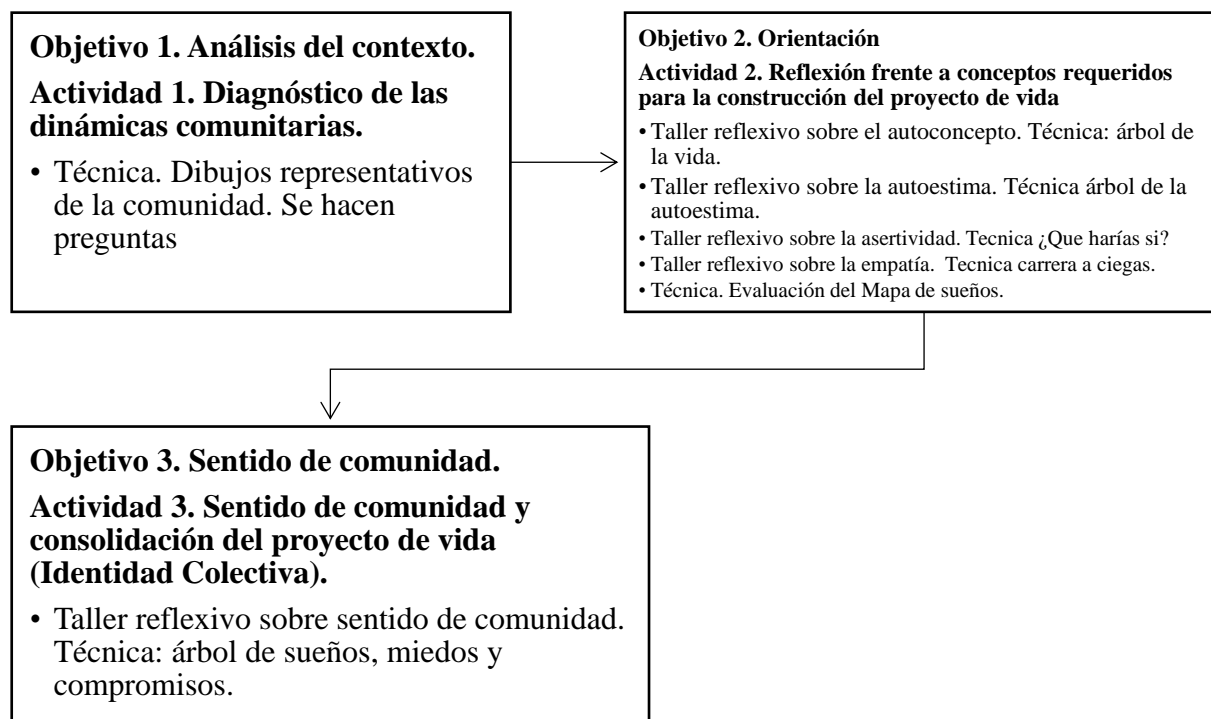 Objetivo 1. Análisis del contexto.
Actividad 1. Diagnóstico de las
dinámicas comunitarias.
• Técnica. Dibujos representativos
de la comunidad. Se hacen
preguntas
Objetivo 2. Orientación
Actividad 2. Reflexión frente a conceptos requeridos
para la construcción del proyecto de vida
• Taller reflexivo sobre el autoconcepto. Técnica: árbol de
la vida.
• Taller reflexivo sobre la autoestima. Técnica árbol de la
autoestima.
• Taller reflexivo sobre la asertividad. Tecnica ¿Que harías si?
• Taller reflexivo sobre la empatía. Tecnica carrera a ciegas.
• Técnica. Evaluación del Mapa de sueños.
Objetivo 3. Sentido de comunidad.
Actividad 3. Sentido de comunidad y
consolidación del proyecto de vida
(Identidad Colectiva).
• Taller reflexivo sobre sentido de comunidad.
Técnica: árbol de sueños, miedos y
compromisos.